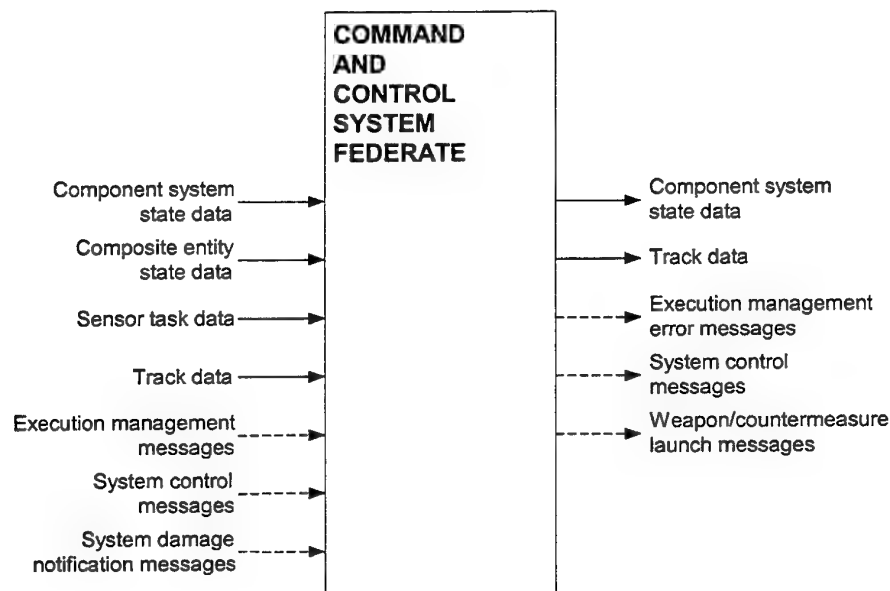 COMMAND
AND
CONTROL
SYSTEM
FEDERATE
Component system
state data
Composite entity
state data
Sensor task data
Track data
Execution management
messages
System control
messages
System damage
notification messages
Component system
state data
Track data
Execution management
error messages
System control
messages
Weapon/countermeasure
launch messages